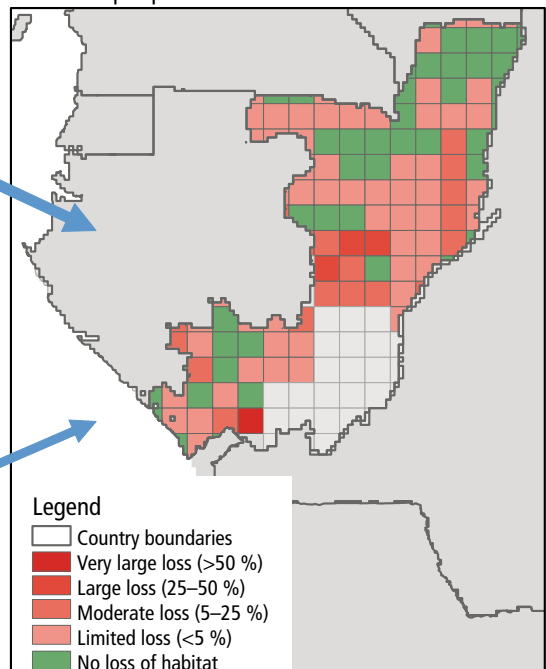 Legend
Country boundaries
Very large loss (>50 %)
Large loss (25–50 %)
Moderate loss (5–25 %)
Limited loss (<5 %)
No loss of habitat